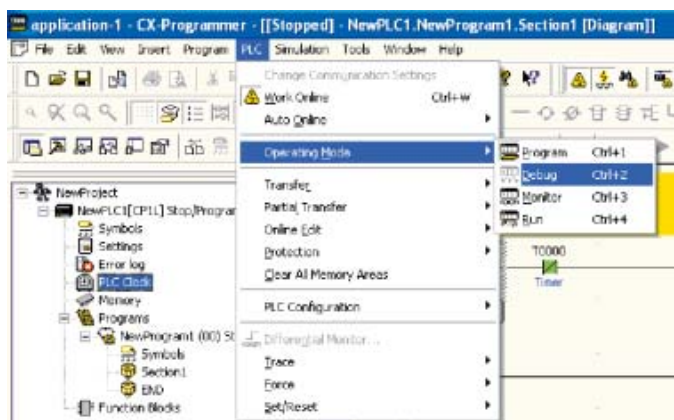 application-1 - CX-Programmer - [[Stopped] - NewPLC1.NewProgram1.Section1 [Diagram]]
File Edit View Insert Program PLC Simulation Tools Window Help
Change Communication Settings
Work Online Ctrl+W
Auto Online
Operating Mode
Program Ctrl+1
Debug Ctrl+2
Monitor Ctrl+3
Run Ctrl+4
Transfer
Partial Transfer
Online Edit
Protection
Clear All Memory Areas
PLC Configuration
Differential Monitor...
Trace
Force
Set/Reset
NewProject
NewPLC1[CP1L] Stop/Prograr
Symbols
Settings
Error log
PLC Clock
Memory
Programs
NewProgram1 (00) St
Symbols
Section1
END
Function Blocks
T0000
Timer